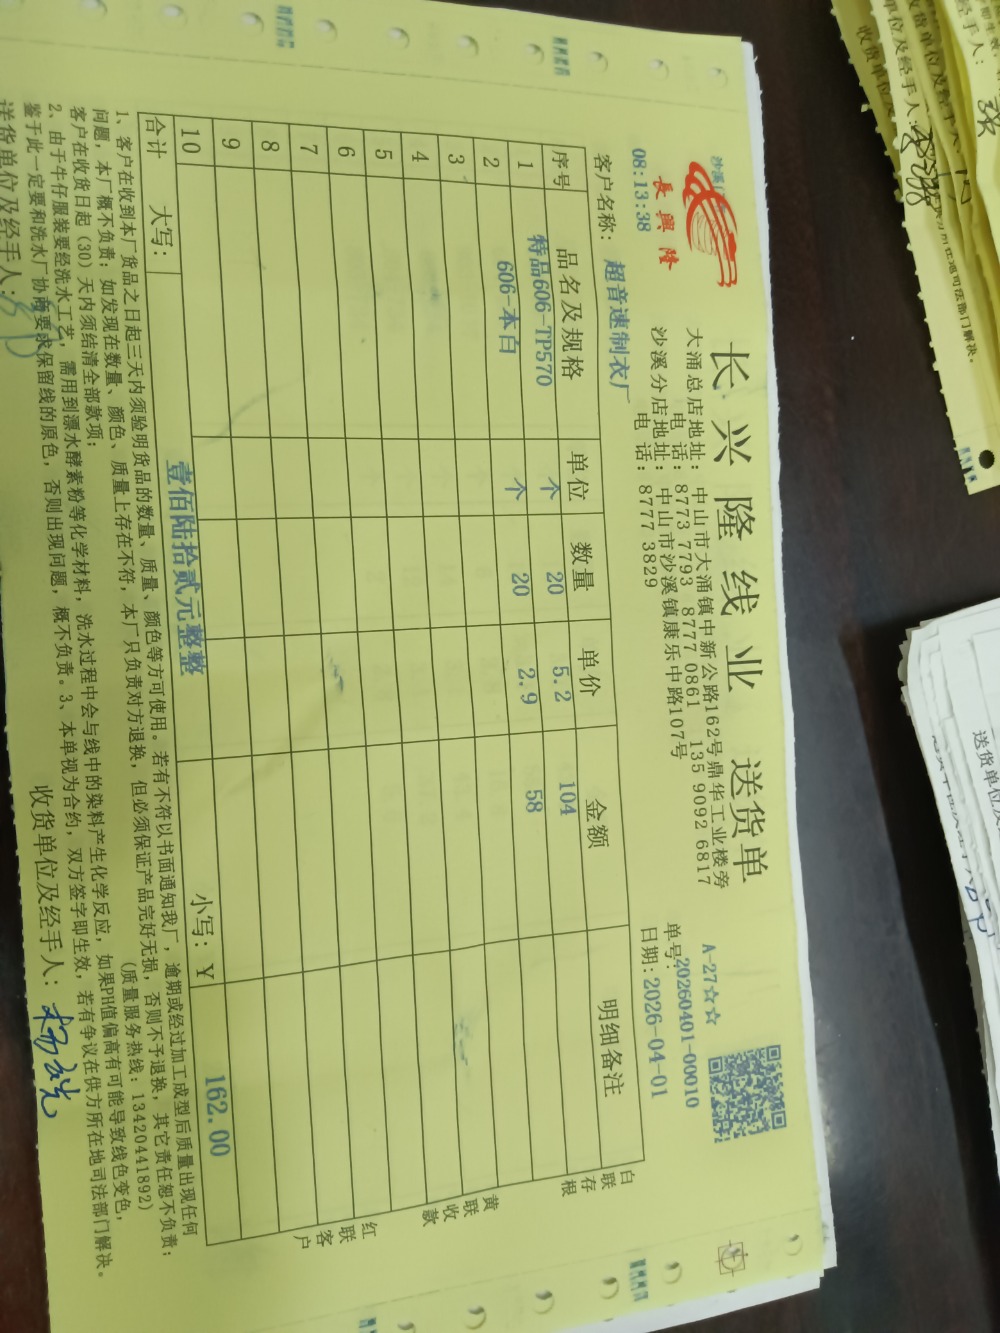 长兴隆线业 送货单
長興隆
08:13:38
大涌总店地址: 中山市大涌镇中新公路162号鼎华工业楼旁
电 话: 8773 7793 8777 0861 135 9092 6817
沙溪分店地址: 中山市沙溪镇康乐中路107号
电 话: 8777 3829
A-27☆☆
单号:20260401-00010
日期:2026-04-01
客户名称: 超音速制衣厂
序号 品名及规格 单位 数量 单价 金额 明细备注
1 特品606-TP570 个 20 5.2 104
2 606-本白 个 20 2.9 58
3
4
5
6
7
8
9
10
合计 大写: 壹佰陆拾贰元整整 小写: ¥ 162.00
白联存根
黄联收款
红联客户
1、客户在收到本厂货品之日起三天内须验明货品的数量、质量、颜色等方可使用。若有不符以书面通知我厂,逾期或经过加工成型后质量出现任何
问题,本厂概不负责;如发现在数量、颜色、质量上存在不符,本厂只负责对方退换,但必须保证产品完好无损,否则不予退换,其它责任恕不负责;
客户在收货日起(30)天内须结清全部款项; (质量服务热线:13420441892)
2、由于牛仔服装要经洗水工艺,需用到漂水酵素粉等化学材料,洗水过程中会与线中的染料产生化学反应,如果PH值偏高有可能导致线色变色,
鉴于此一定要和洗水厂协商要求保留线的原色,否则出现问题,概不负责。3、本单视为合约,双方签字即生效,若有争议在供方所在地司法部门解决。
送货单位及经手人: 收货单位及经手人: